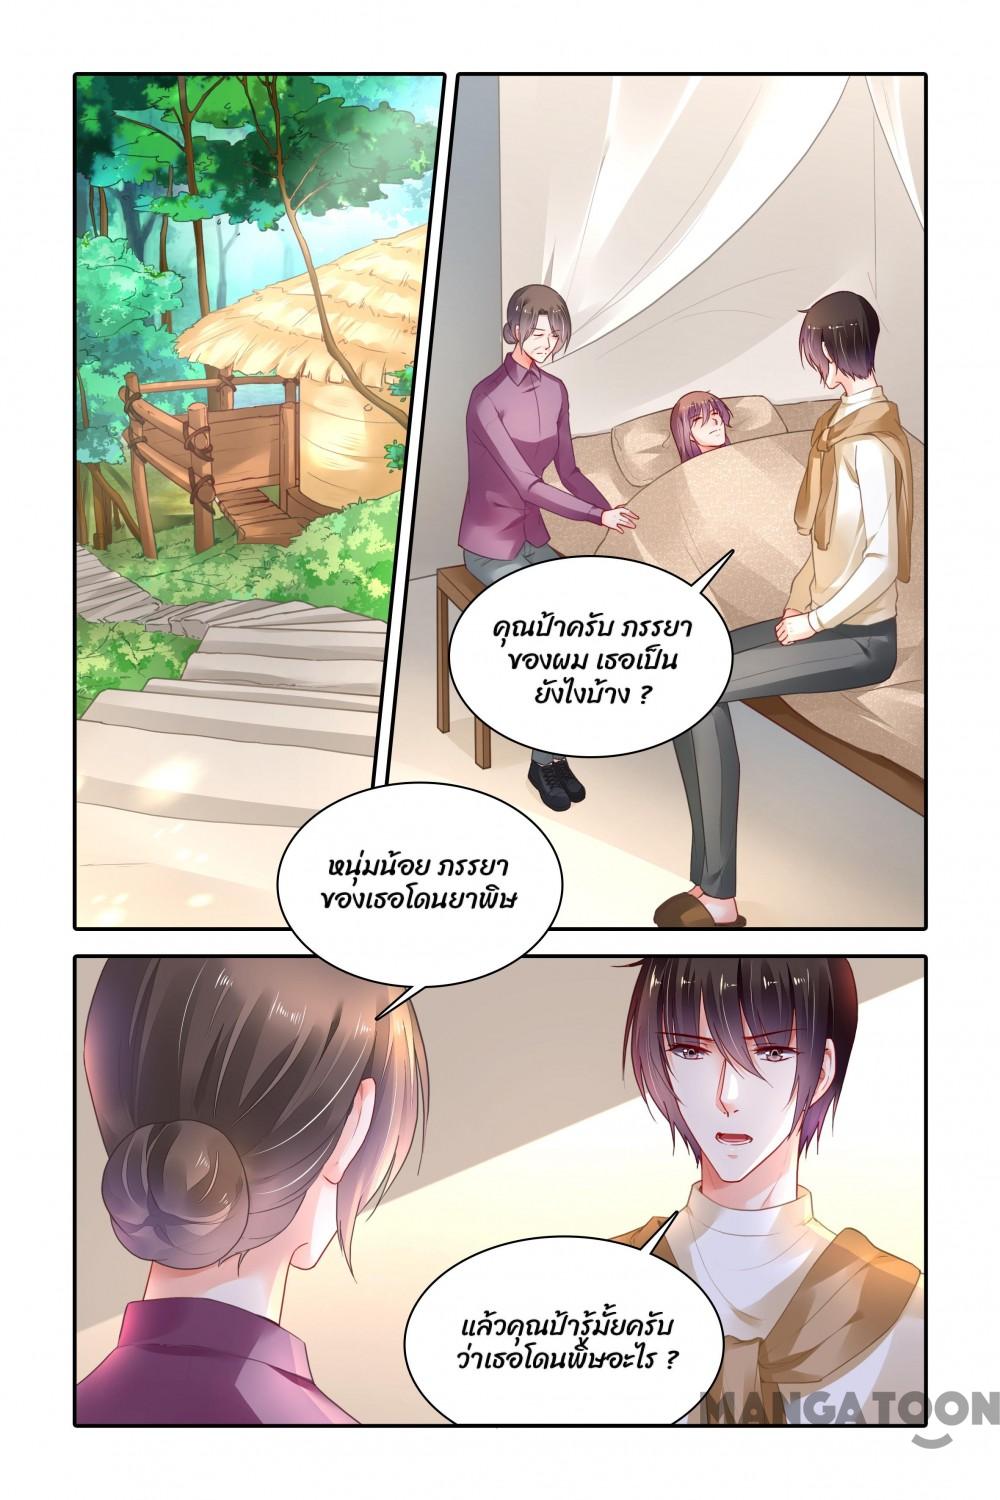 คุณป้าครับ ภรรยา
ของผม เธอเป็น
ยังไงบ้าง ?
หนุ่มน้อย ภรรยา
ของเธอโดนยาพิษ
แล้วคุณป้ารู้มั้ยครับ
ว่าเธอโดนพิษอะไร ?
MANGATOON